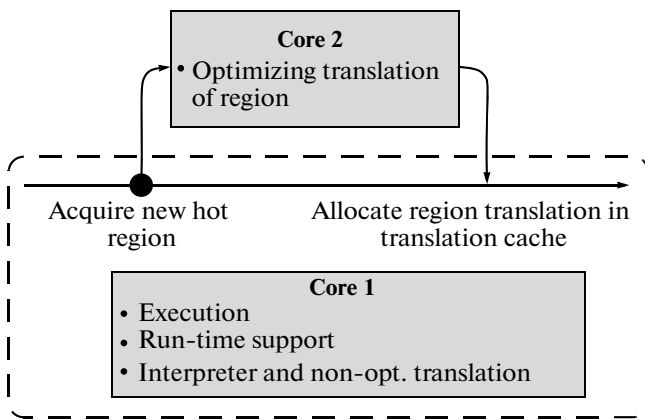 Core 2
• Optimizing translation
of region
Acquire new hot
region
Allocate region translation in
translation cache
Core 1
• Execution
• Run-time support
• Interpreter and non-opt. translation